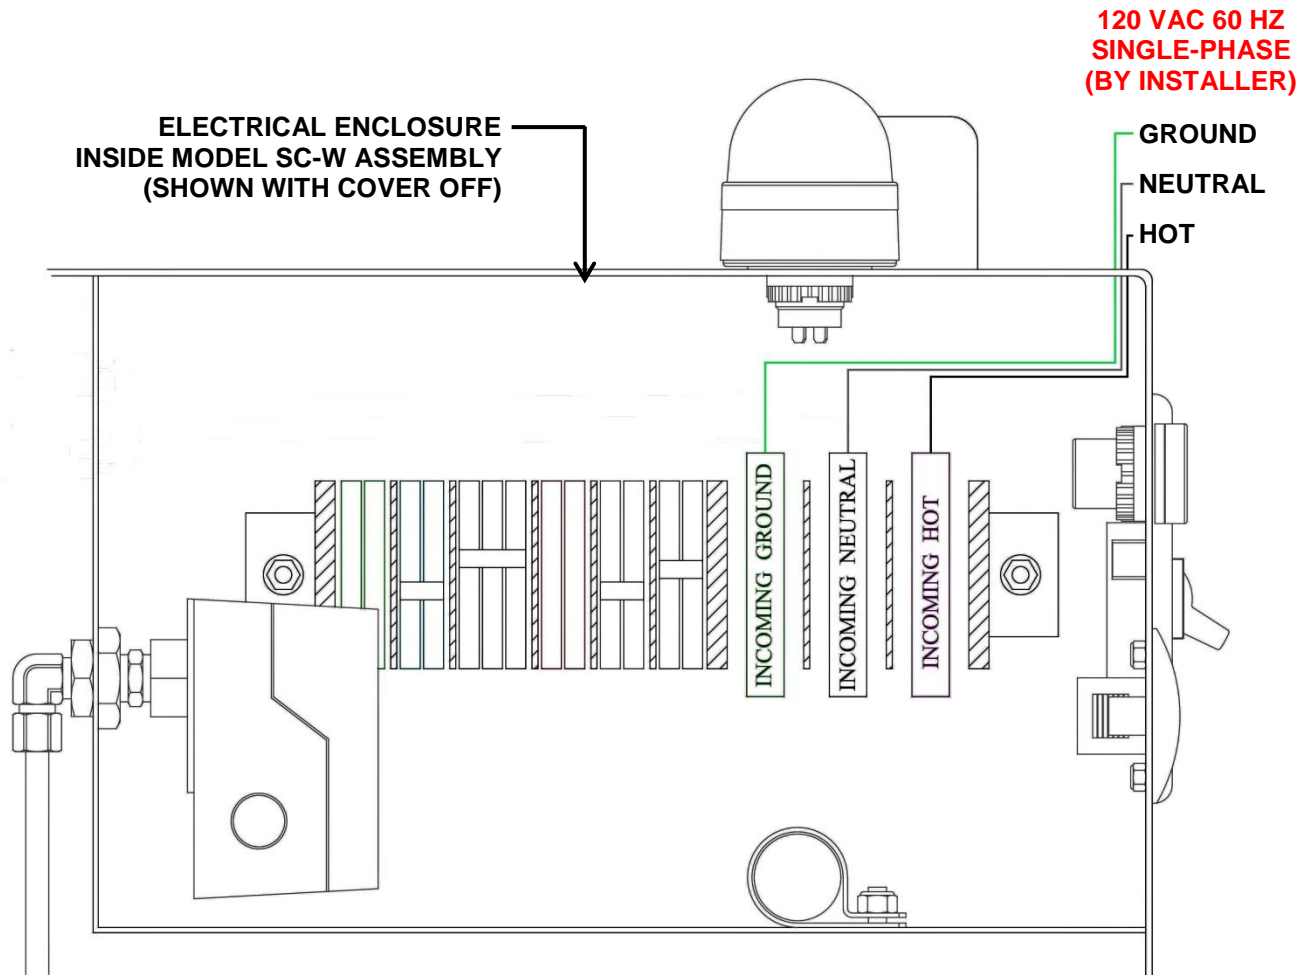 120 VAC 60 HZ
SINGLE-PHASE
(BY INSTALLER)
ELECTRICAL ENCLOSURE
INSIDE MODEL SC-W ASSEMBLY
(SHOWN WITH COVER OFF)
GROUND
NEUTRAL
HOT
INCOMING GROUND
INCOMING NEUTRAL
INCOMING HOT